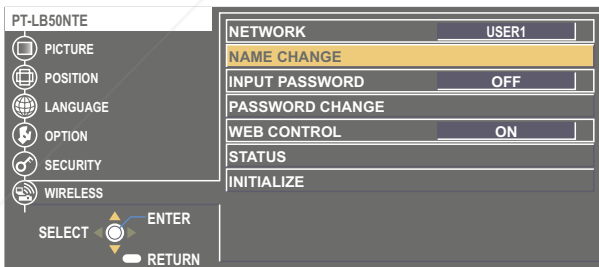 PT-LB50NTE
PICTURE
POSITION
LANGUAGE
OPTION
SECURITY
WIRELESS
SELECT
ENTER
RETURN
NETWORK USER1
NAME CHANGE
INPUT PASSWORD OFF
PASSWORD CHANGE
WEB CONTROL ON
STATUS
INITIALIZE